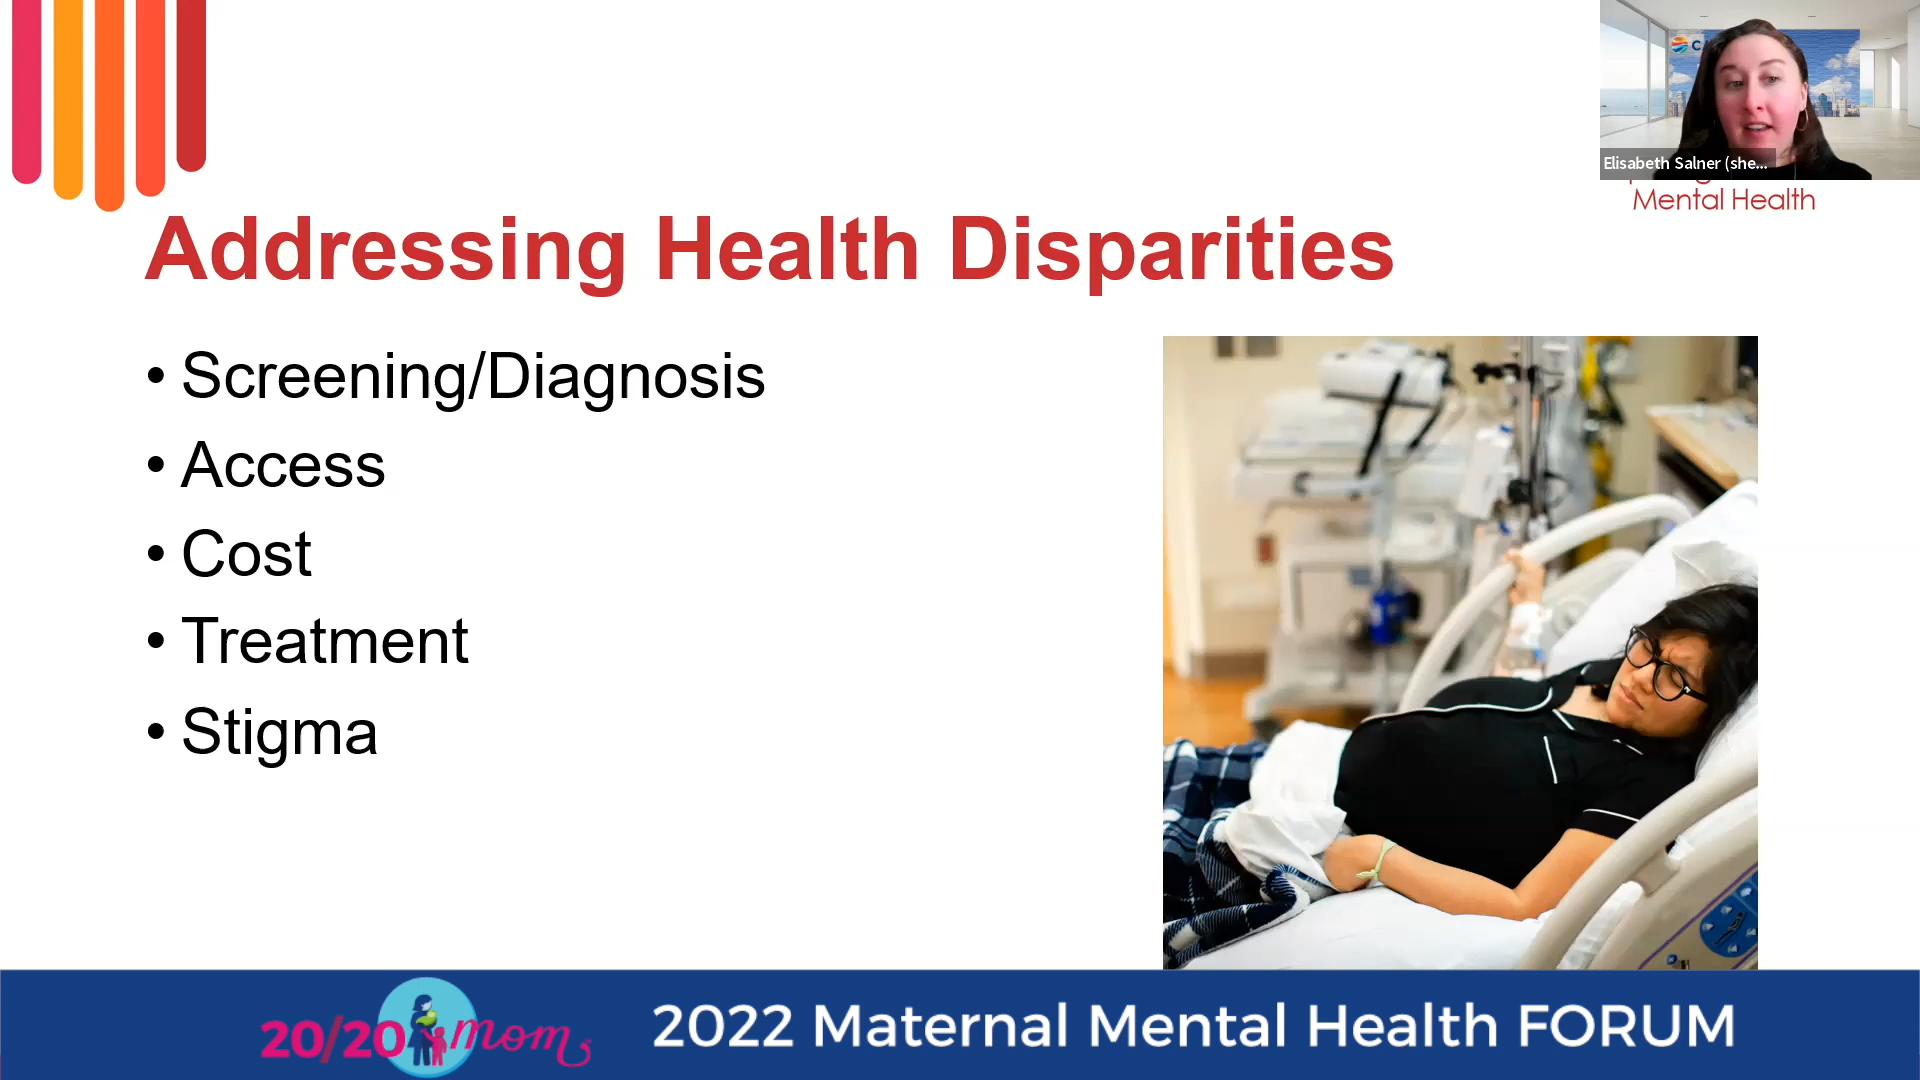 Elisabeth Salner (she...
Mental Health
Addressing Health Disparities
• Screening/Diagnosis
• Access
• Cost
• Treatment
• Stigma
20/20 mom
2022 Maternal Mental Health FORUM